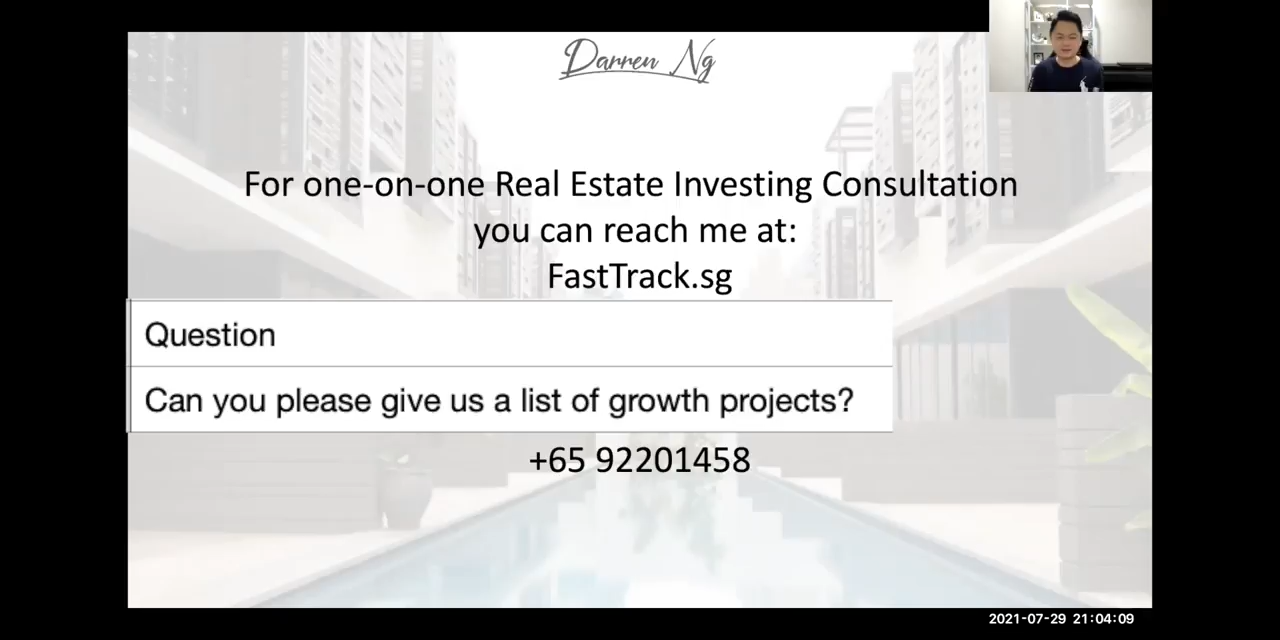 Darren Ng
For one-on-one Real Estate Investing Consultation
you can reach me at:
FastTrack.sg
Question
Can you please give us a list of growth projects?
+65 92201458
2021-07-29 21:04:09